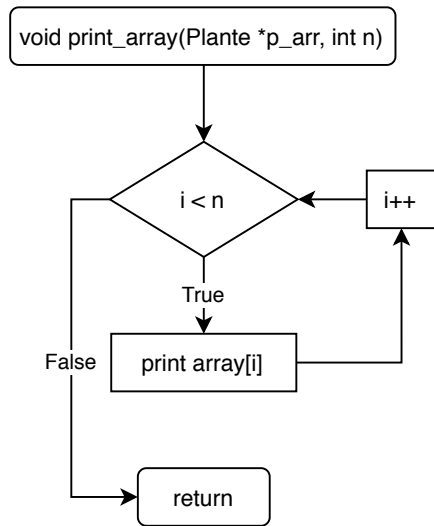 void print_array(Plante *p_arr, int n)
i < n
i++
True
print array[i]
False
return